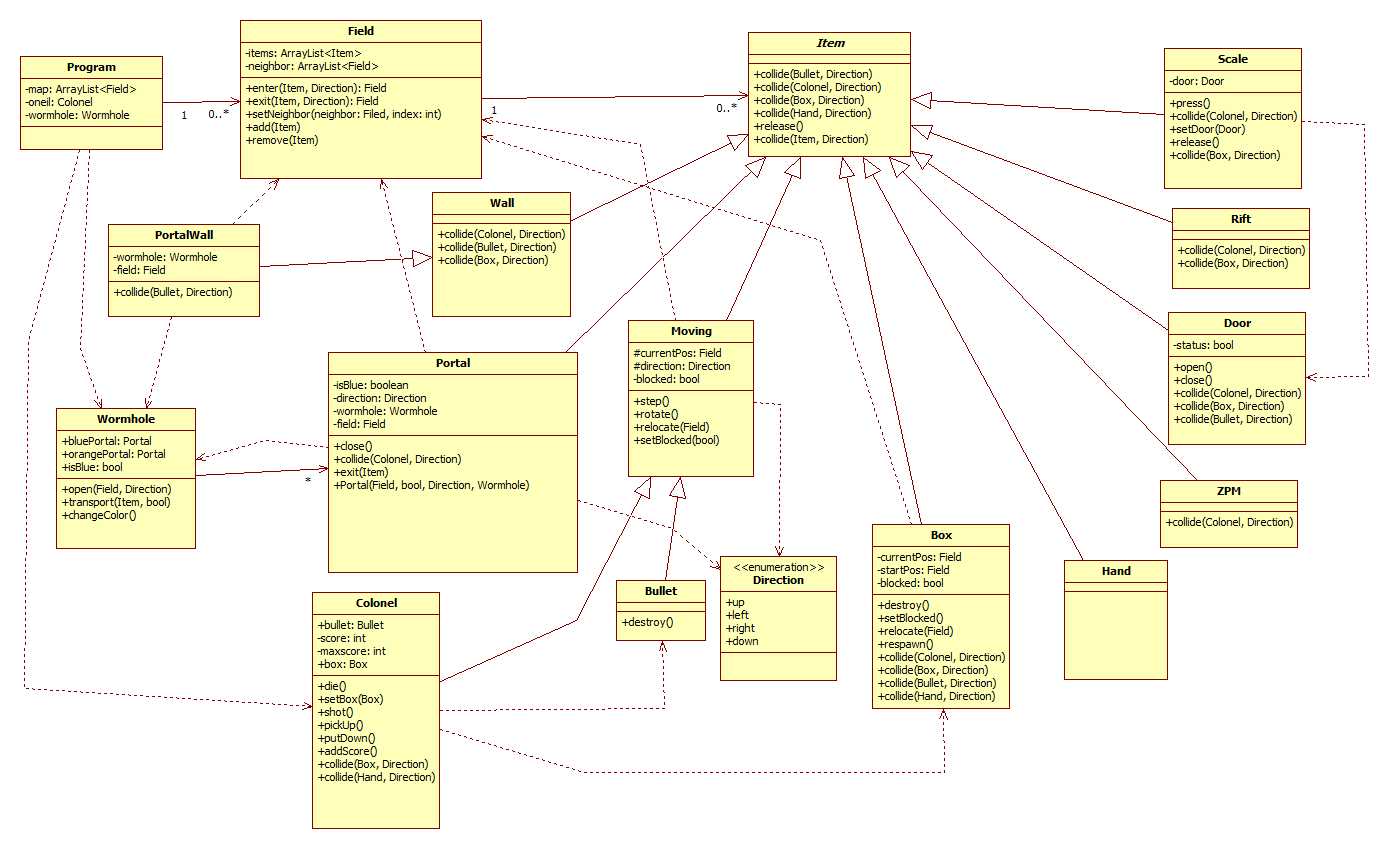 Program
-map: ArrayList<Field>
-oneil: Colonel
-wormhole: Wormhole
1
0..*
Field
-items: ArrayList<Item>
-neighbor: ArrayList<Field>
+enter(Item, Direction): Field
+exit(Item, Direction): Field
+setNeighbor(neighbor: Filed, index: int)
+add(Item)
+remove(Item)
1
0..*
Item
+collide(Bullet, Direction)
+collide(Colonel, Direction)
+collide(Box, Direction)
+collide(Hand, Direction)
+release()
+collide(Item, Direction)
Scale
-door: Door
+press()
+collide(Colonel, Direction)
+setDoor(Door)
+release()
+collide(Box, Direction)
PortalWall
-wormhole: Wormhole
-field: Field
+collide(Bullet, Direction)
Wall
+collide(Colonel, Direction)
+collide(Bullet, Direction)
+collide(Box, Direction)
Rift
+collide(Colonel, Direction)
+collide(Box, Direction)
Door
-status: bool
+open()
+close()
+collide(Colonel, Direction)
+collide(Box, Direction)
+collide(Bullet, Direction)
Moving
#currentPos: Field
#direction: Direction
-blocked: bool
+step()
+rotate()
+relocate(Field)
+setBlocked(bool)
Portal
-isBlue: boolean
-direction: Direction
-wormhole: Wormhole
-field: Field
+close()
+collide(Colonel, Direction)
+exit(Item)
+Portal(Field, bool, Direction, Wormhole)
Wormhole
+bluePortal: Portal
+orangePortal: Portal
+isBlue: bool
+open(Field, Direction)
+transport(Item, bool)
+changeColor()
*
ZPM
+collide(Colonel, Direction)
Box
-currentPos: Field
-startPos: Field
-blocked: bool
+destroy()
+setBlocked()
+relocate(Field)
+respawn()
+collide(Colonel, Direction)
+collide(Box, Direction)
+collide(Bullet, Direction)
+collide(Hand, Direction)
Hand
<<enumeration>>
Direction
+up
+left
+right
+down
Bullet
+destroy()
Colonel
+bullet: Bullet
-score: int
-maxscore: int
+box: Box
+die()
+setBox(Box)
+shot()
+pickUp()
+putDown()
+addScore()
+collide(Box, Direction)
+collide(Hand, Direction)